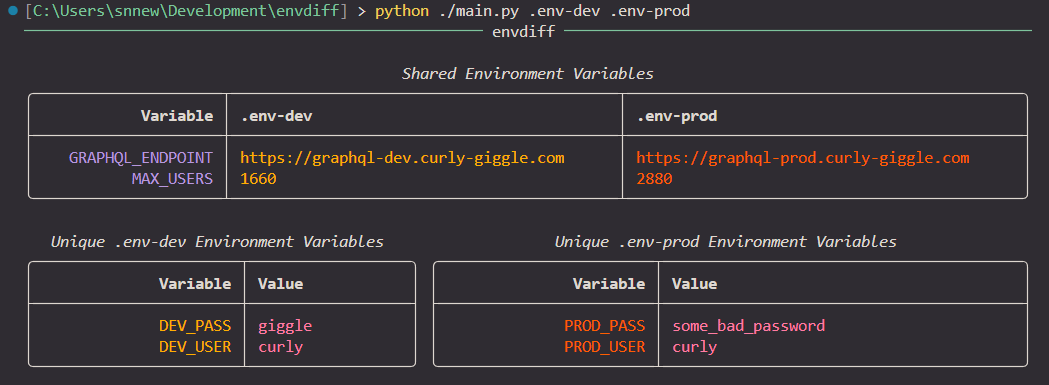 [C:\Users\snnew\Development\envdiff] > python ./main.py .env-dev .env-prod
envdiff
Shared Environment Variables
Variable .env-dev .env-prod
GRAPHQL_ENDPOINT https://graphql-dev.curly-giggle.com https://graphql-prod.curly-giggle.com
MAX_USERS 1660 2880
Unique .env-dev Environment Variables Unique .env-prod Environment Variables
Variable Value Variable Value
DEV_PASS giggle PROD_PASS some_bad_password
DEV_USER curly PROD_USER curly